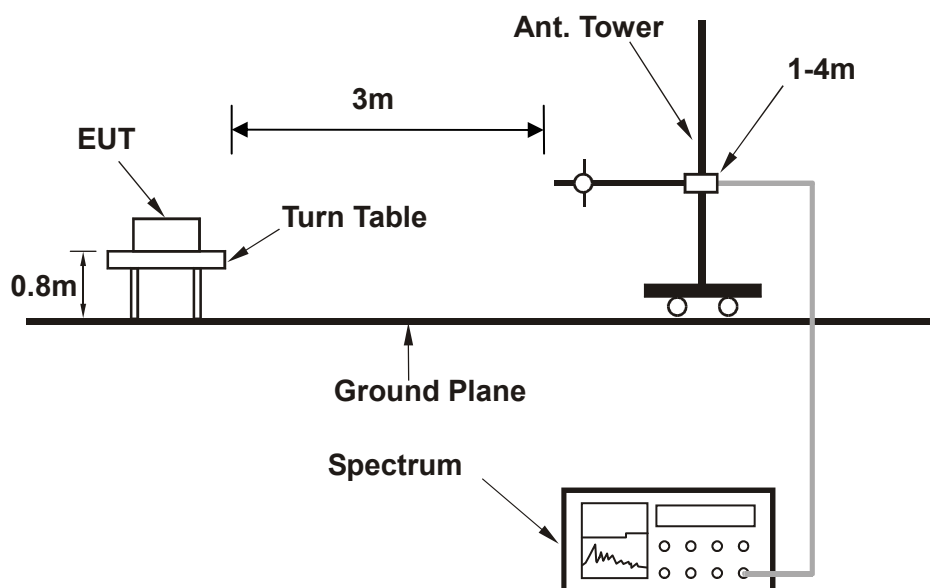 Ant. Tower
1-4m
3m
EUT
Turn Table
0.8m
Ground Plane
Spectrum